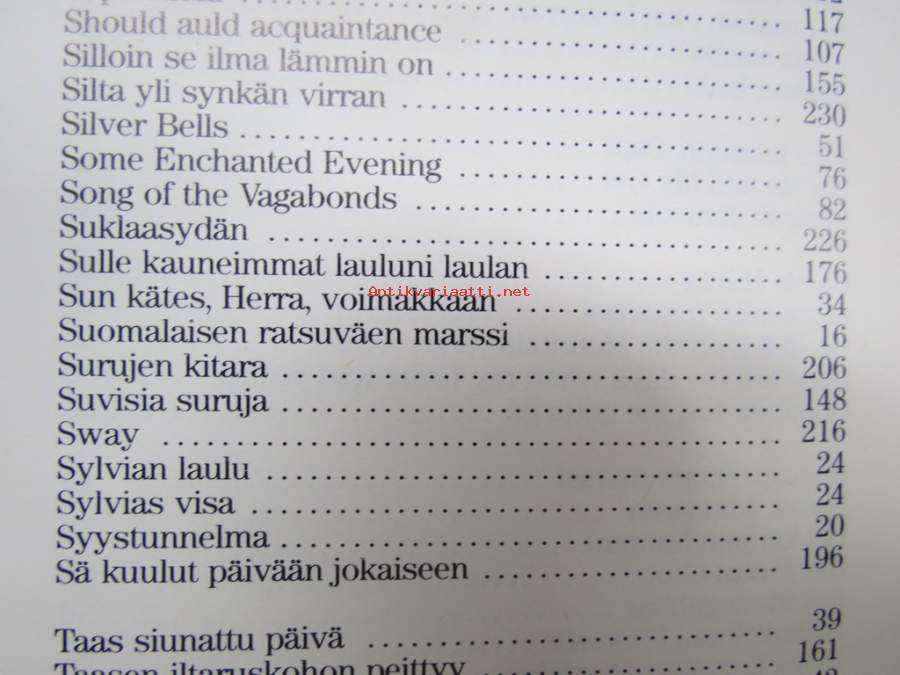 117
Should auld acquaintance ........ 107
Silloin se ilma lämmin on ........ 155
Silta yli synkän virran ........ 230
Silver Bells ........ 51
Some Enchanted Evening ........ 76
Song of the Vagabonds ........ 82
Suklaasydän ........ 226
Sulle kauneimmat lauluni laulan ........ 176
Antikvariaatti.net
Sun kätes, Herra, voimakkaan ........ 34
Suomalaisen ratsuväen marssi ........ 16
Surujen kitara ........ 206
Suvisia suruja ........ 148
Sway ........ 216
Sylvian laulu ........ 24
Sylvias visa ........ 24
Syystunnelma ........ 20
Sä kuulut päivään jokaiseen ........ 196
Taas siunattu päivä ........ 39
Taasen iltaruskohon peittyy ........ 161